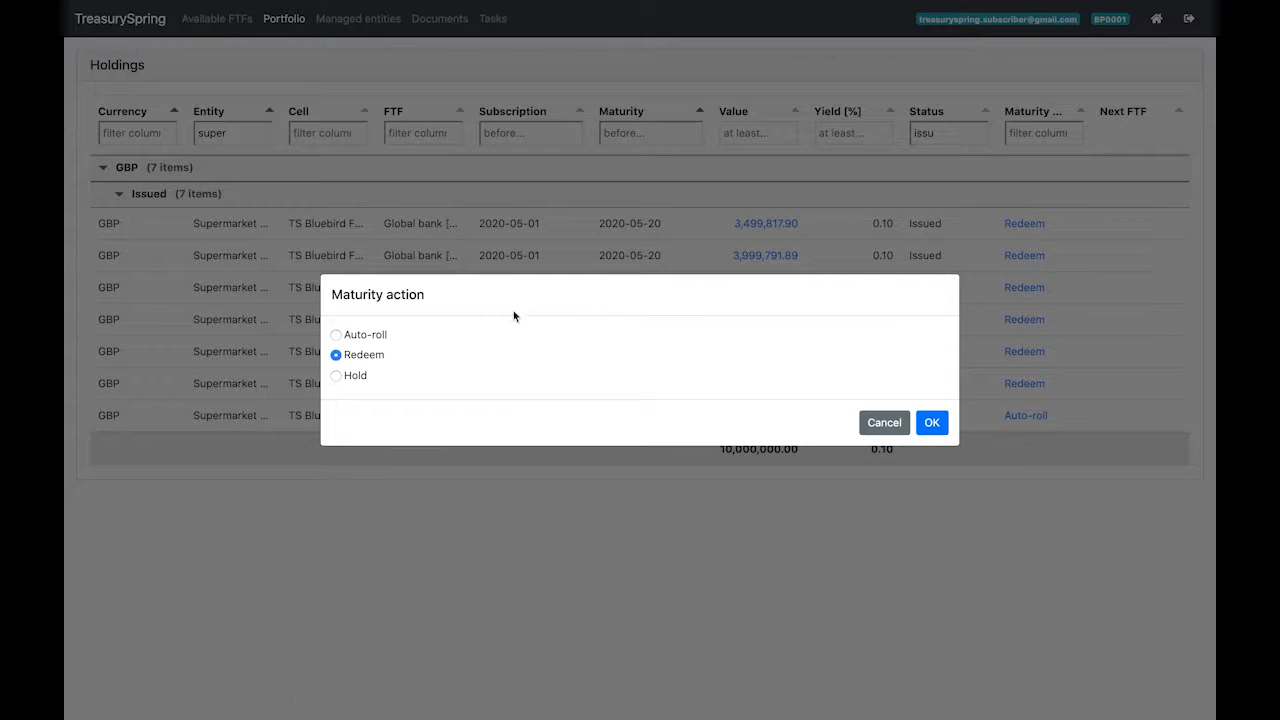 TreasurySpring Available FTFs Portfolio Managed entities Documents Tasks treasuryspring.subscriber@gmail.com BP0001
Holdings
Currency Entity Cell FTF Subscription Maturity Value Yield [%] Status Maturity ... Next FTF
filter colum super filter colum filter colum before... before... at least... at least... issu filter colum
GBP (7 items)
Issued (7 items)
GBP Supermarket ... TS Bluebird F... Global bank [... 2020-05-01 2020-05-20 3,499,817.90 0.10 Issued Redeem
GBP Supermarket ... TS Bluebird F... Global bank [... 2020-05-01 2020-05-20 3,999,791.89 0.10 Issued Redeem
GBP Supermarket ... TS Blu Redeem
GBP Supermarket ... TS Blu Redeem
GBP Supermarket ... TS Blu Redeem
GBP Supermarket ... TS Blu Redeem
GBP Supermarket ... TS Blu Auto-roll
10,000,000.00 0.10
Maturity action
Auto-roll
Redeem
Hold
Cancel OK